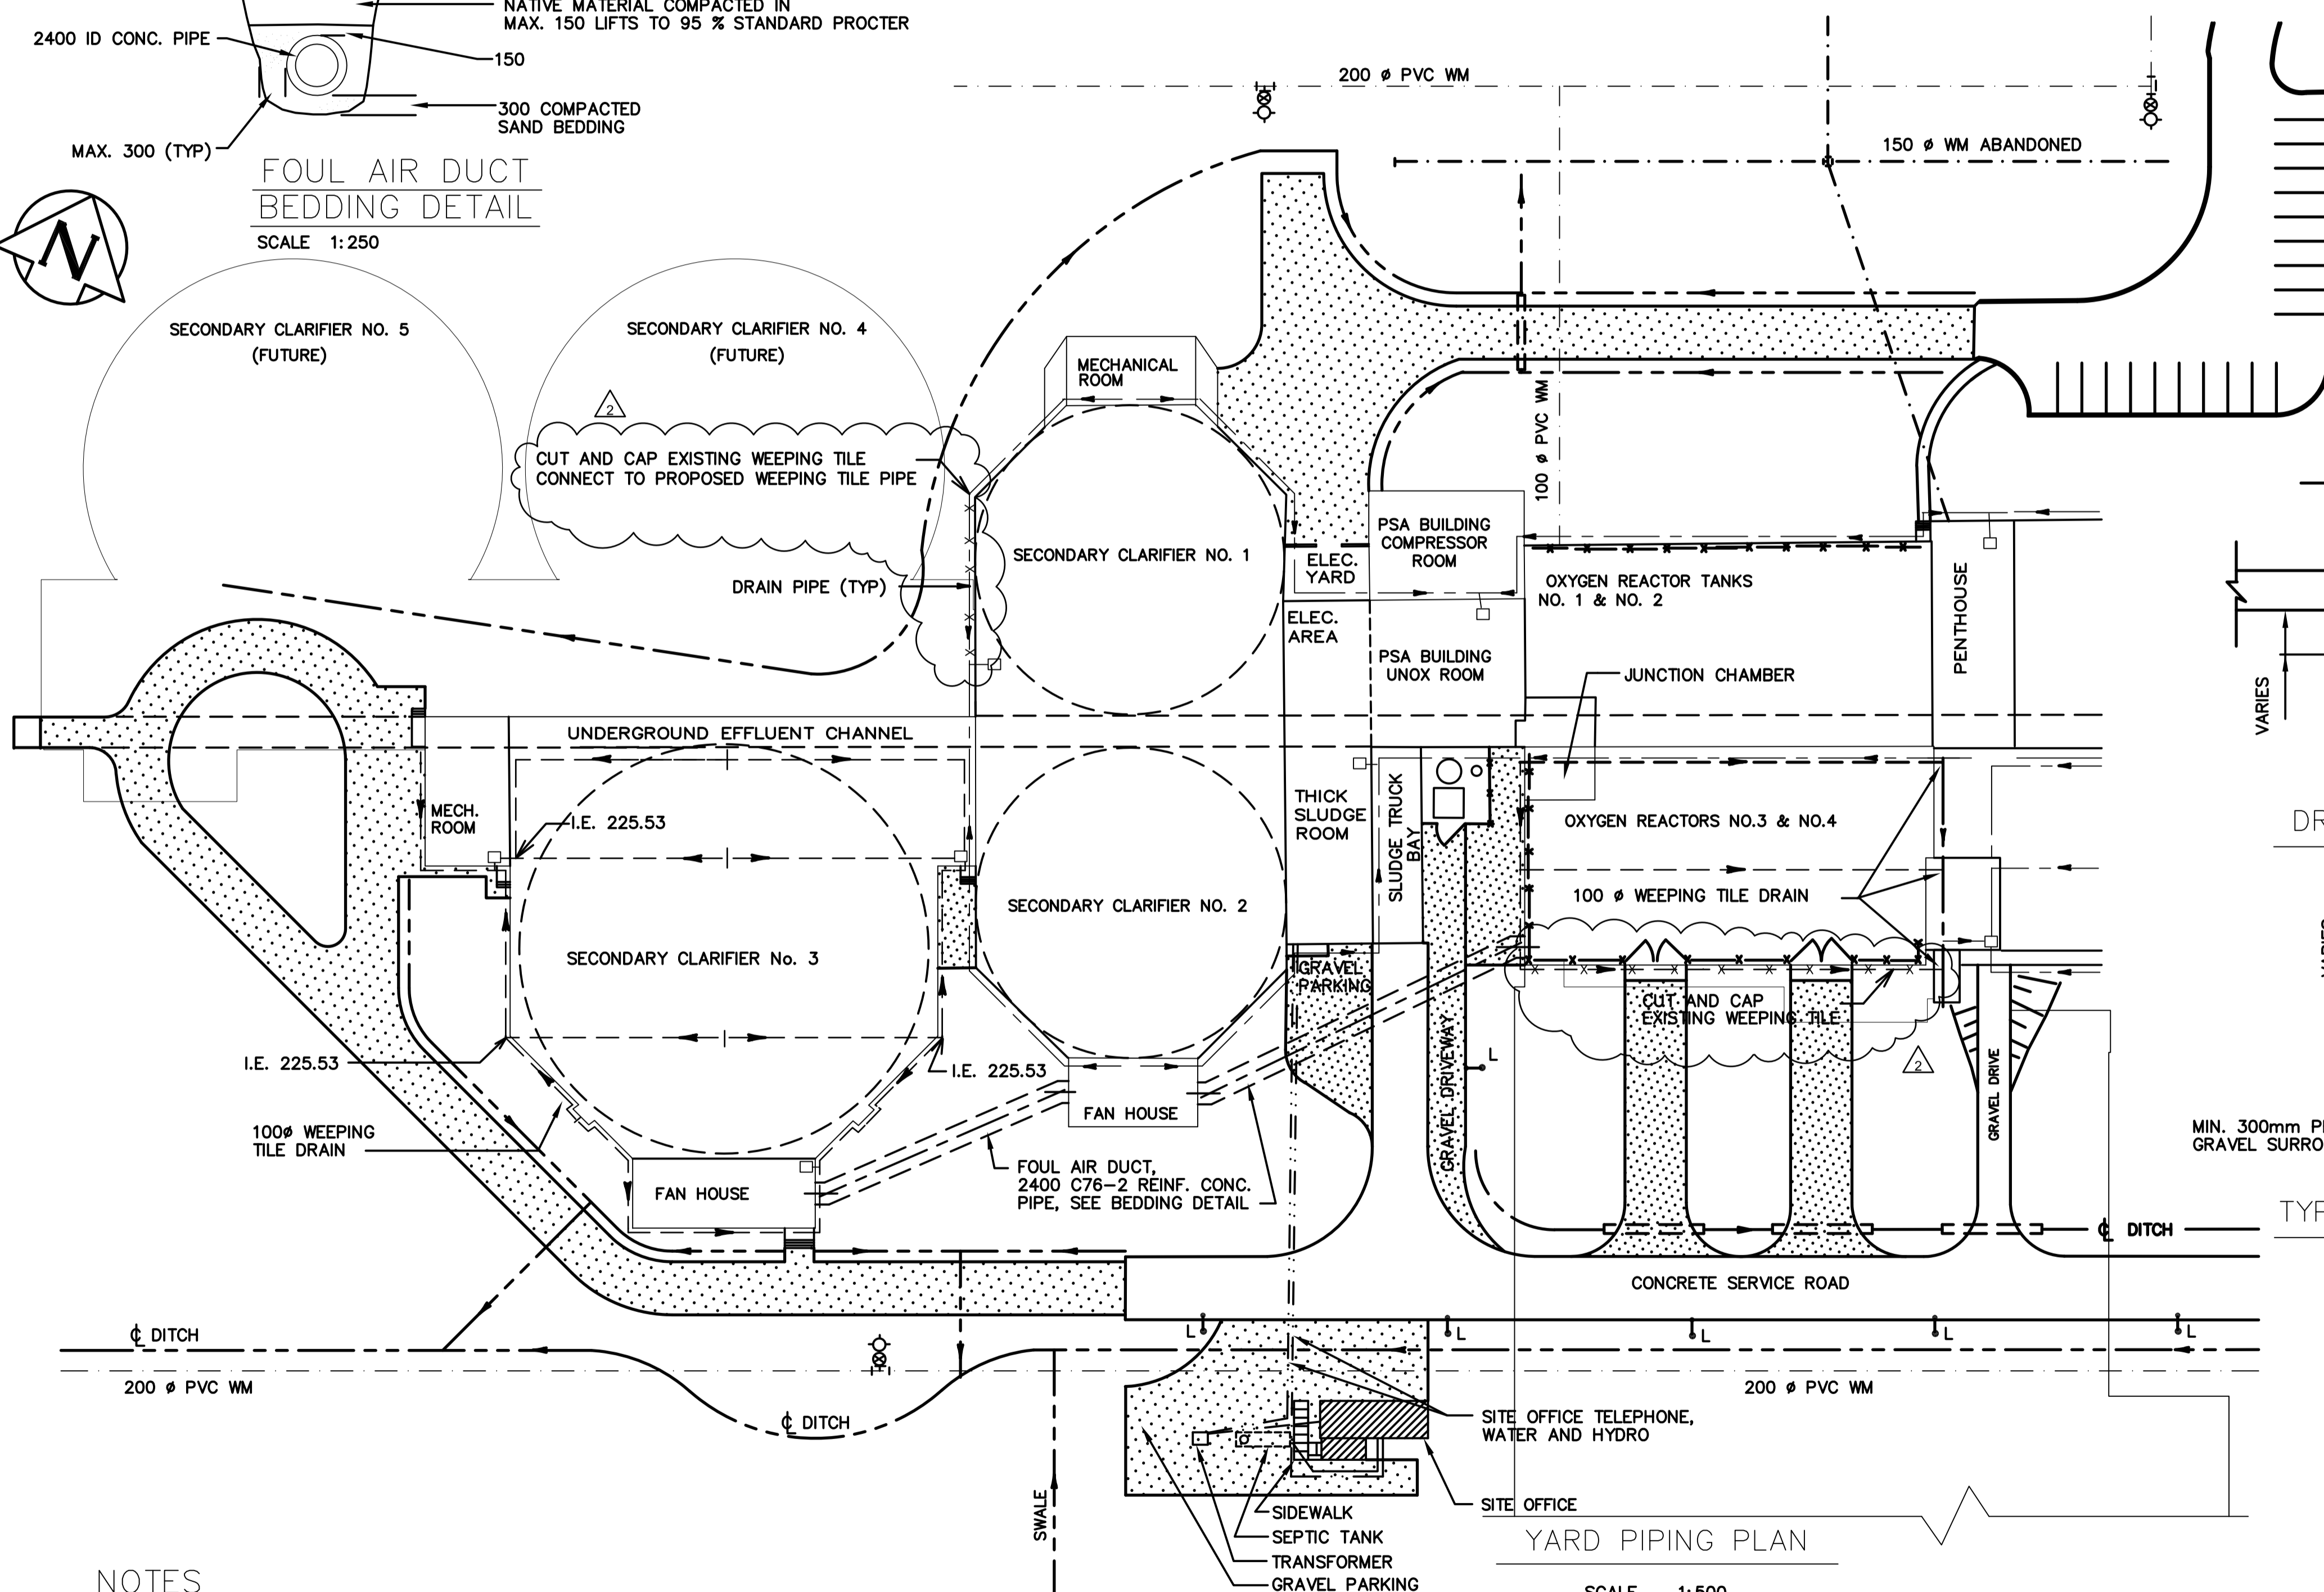 NATIVE MATERIAL COMPACTED IN
MAX. 150 LIFTS TO 95 % STANDARD PROCTER
2400 ID CONC. PIPE
150
300 COMPACTED
SAND BEDDING
MAX. 300 (TYP)
FOUL AIR DUCT
BEDDING DETAIL
SCALE 1:250
N
200 ø PVC WM
150 ø WM ABANDONED
SECONDARY CLARIFIER NO. 5
(FUTURE)
SECONDARY CLARIFIER NO. 4
(FUTURE)
2
MECHANICAL
ROOM
CUT AND CAP EXISTING WEEPING TILE
CONNECT TO PROPOSED WEEPING TILE PIPE
100 ø PVC WM
SECONDARY CLARIFIER NO. 1
DRAIN PIPE (TYP)
ELEC.
YARD
PSA BUILDING
COMPRESSOR
ROOM
OXYGEN REACTOR TANKS
NO. 1 & NO. 2
PENTHOUSE
ELEC.
AREA
PSA BUILDING
UNOX ROOM
JUNCTION CHAMBER
VARIES
UNDERGROUND EFFLUENT CHANNEL
MECH.
ROOM
I.E. 225.53
THICK
SLUDGE
ROOM
SLUDGE TRUCK
BAY
OXYGEN REACTORS NO.3 & NO.4
DR
100 ø WEEPING TILE DRAIN
SECONDARY CLARIFIER NO. 2
SECONDARY CLARIFIER No. 3
GRAVEL
PARKING
VARIES
CUT AND CAP
EXISTING WEEPING TILE
2
I.E. 225.53
I.E. 225.53
L
GRAVEL DRIVEWAY
GRAVEL DRIVE
FAN HOUSE
100ø WEEPING
TILE DRAIN
MIN. 300mm P
GRAVEL SURRO
FAN HOUSE
FOUL AIR DUCT,
2400 C76-2 REINF. CONC.
PIPE, SEE BEDDING DETAIL
TYP
℄ DITCH
CONCRETE SERVICE ROAD
℄ DITCH
L
L
L
L
L
200 ø PVC WM
200 ø PVC WM
℄ DITCH
SITE OFFICE TELEPHONE,
WATER AND HYDRO
SWALE
SITE OFFICE
SIDEWALK
SEPTIC TANK
TRANSFORMER
GRAVEL PARKING
YARD PIPING PLAN
SCALE 1:500
NOTES